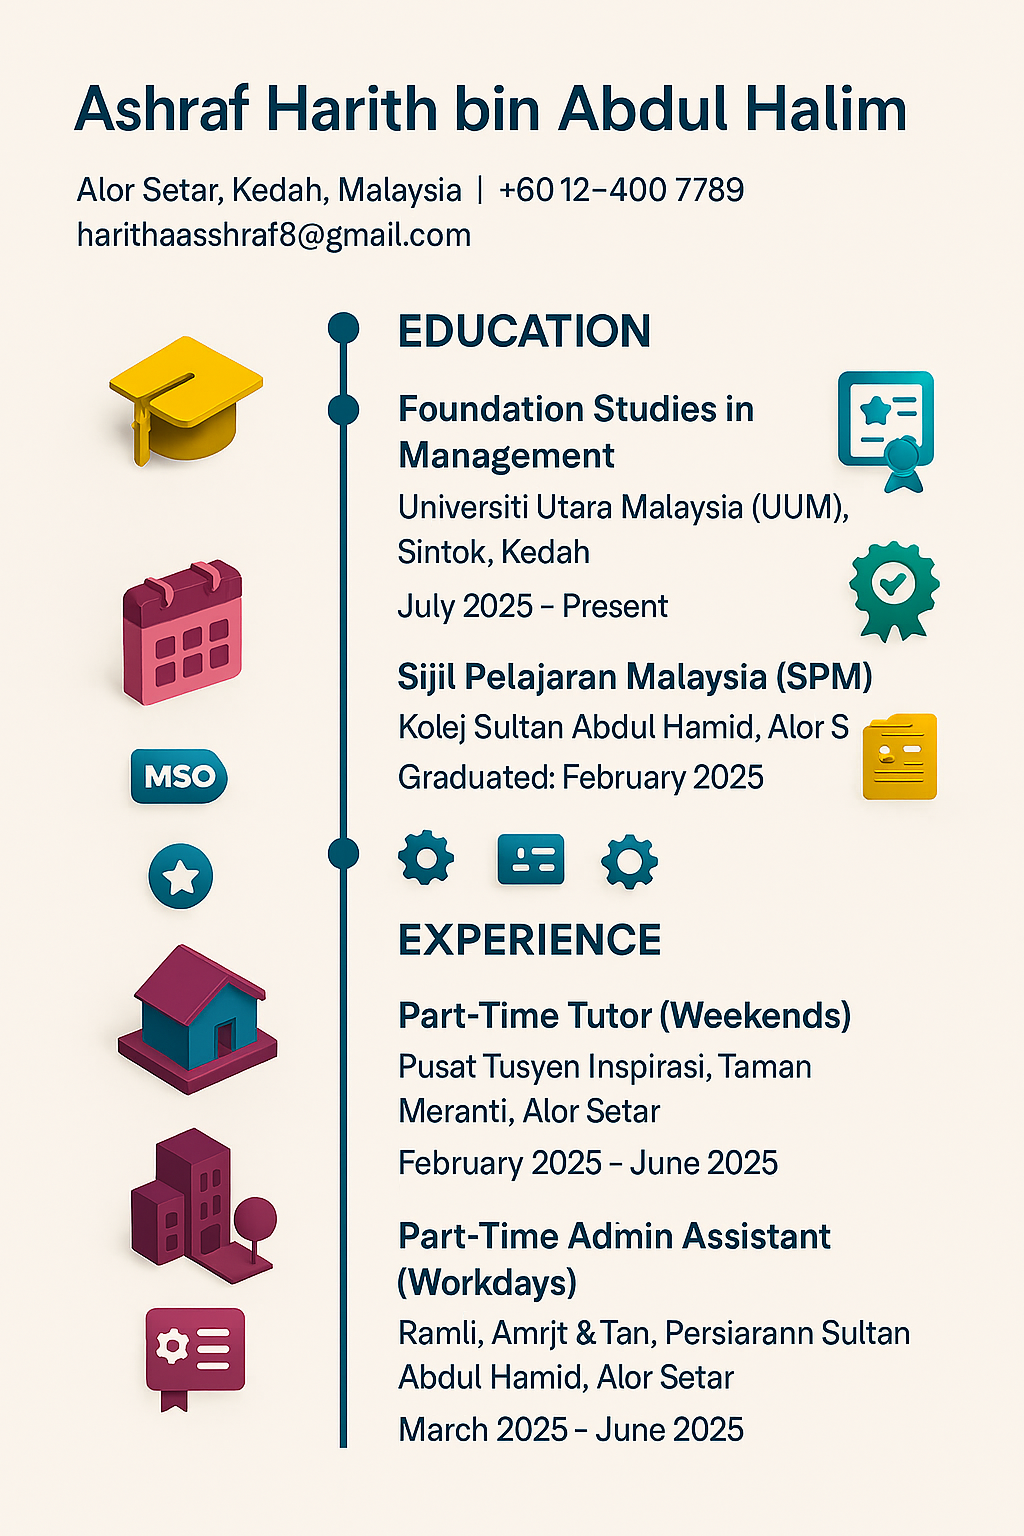 Ashraf Harith bin Abdul Halim
Alor Setar, Kedah, Malaysia | +60 12-400 7789
harithaasshraf8@gmail.com
EDUCATION
Foundation Studies in
Management
Universiti Utara Malaysia (UUM),
Sintok, Kedah
July 2025 – Present
Sijil Pelajaran Malaysia (SPM)
Kolej Sultan Abdul Hamid, Alor S
Graduated: February 2025
MSO
EXPERIENCE
Part-Time Tutor (Weekends)
Pusat Tusyen Inspirasi, Taman
Meranti, Alor Setar
February 2025 – June 2025
Part-Time Admin Assistant
(Workdays)
Ramli, Amrjt & Tan, Persiarann Sultan
Abdul Hamid, Alor Setar
March 2025 – June 2025